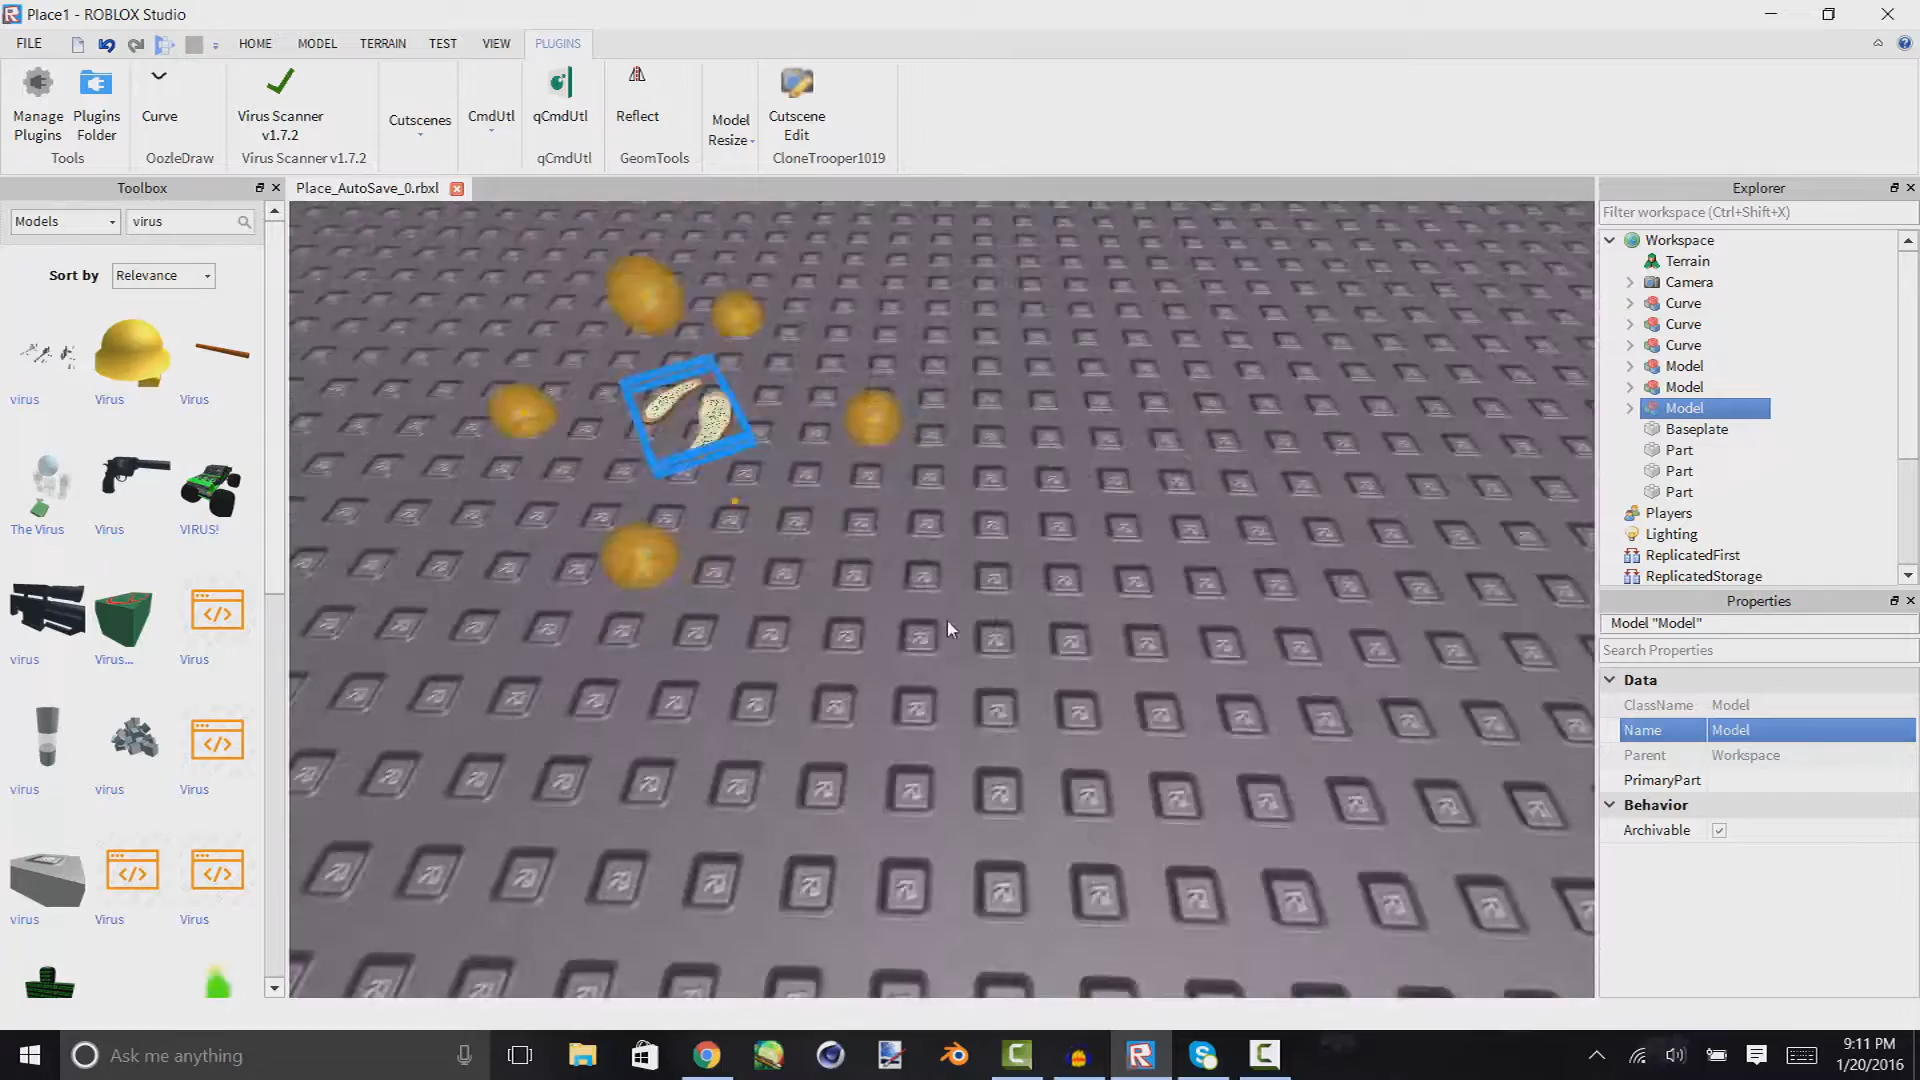 Place1 - ROBLOX Studio
FILE
HOME
MODEL
TERRAIN
TEST
VIEW
PLUGINS
Manage
Plugins
Plugins
Folder
Tools
Curve
OozleDraw
Virus Scanner
v1.7.2
Virus Scanner v1.7.2
Cutscenes
CmdUtl
qCmdUtl
qCmdUtl
Reflect
GeomTools
Model
Resize
Cutscene
Edit
CloneTrooper1019
Toolbox
Place_AutoSave_0.rbxl
Explorer
Models
virus
Sort by
Relevance
virus
Virus
Virus
The Virus
Virus
VIRUS!
virus
Virus...
Virus
virus
virus
Virus
virus
Virus
Virus
Filter workspace (Ctrl+Shift+X)
Workspace
Terrain
Camera
Curve
Curve
Curve
Model
Model
Model
Baseplate
Part
Part
Part
Players
Lighting
ReplicatedFirst
ReplicatedStorage
Properties
Model "Model"
Search Properties
Data
ClassName Model
Name Model
Parent Workspace
PrimaryPart
Behavior
Archivable
Ask me anything
9:11 PM
1/20/2016